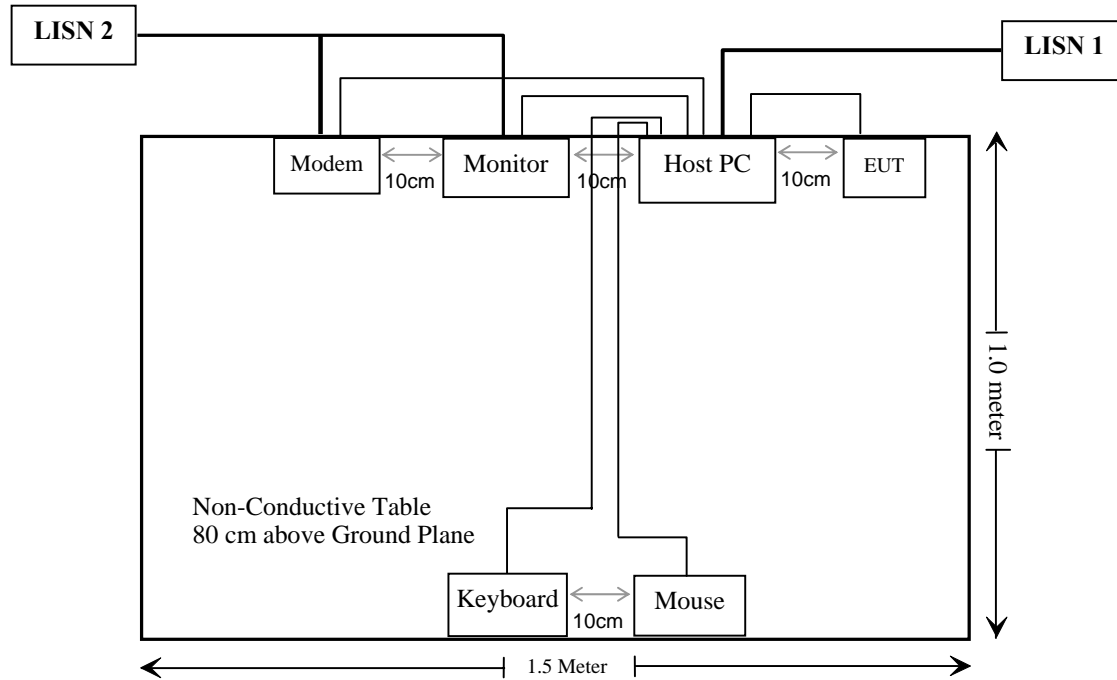 LISN 2
LISN 1
Modem
Monitor
Host PC
EUT
10cm
10cm
10cm
1.0 meter
Non-Conductive Table
80 cm above Ground Plane
Keyboard
Mouse
10cm
1.5 Meter